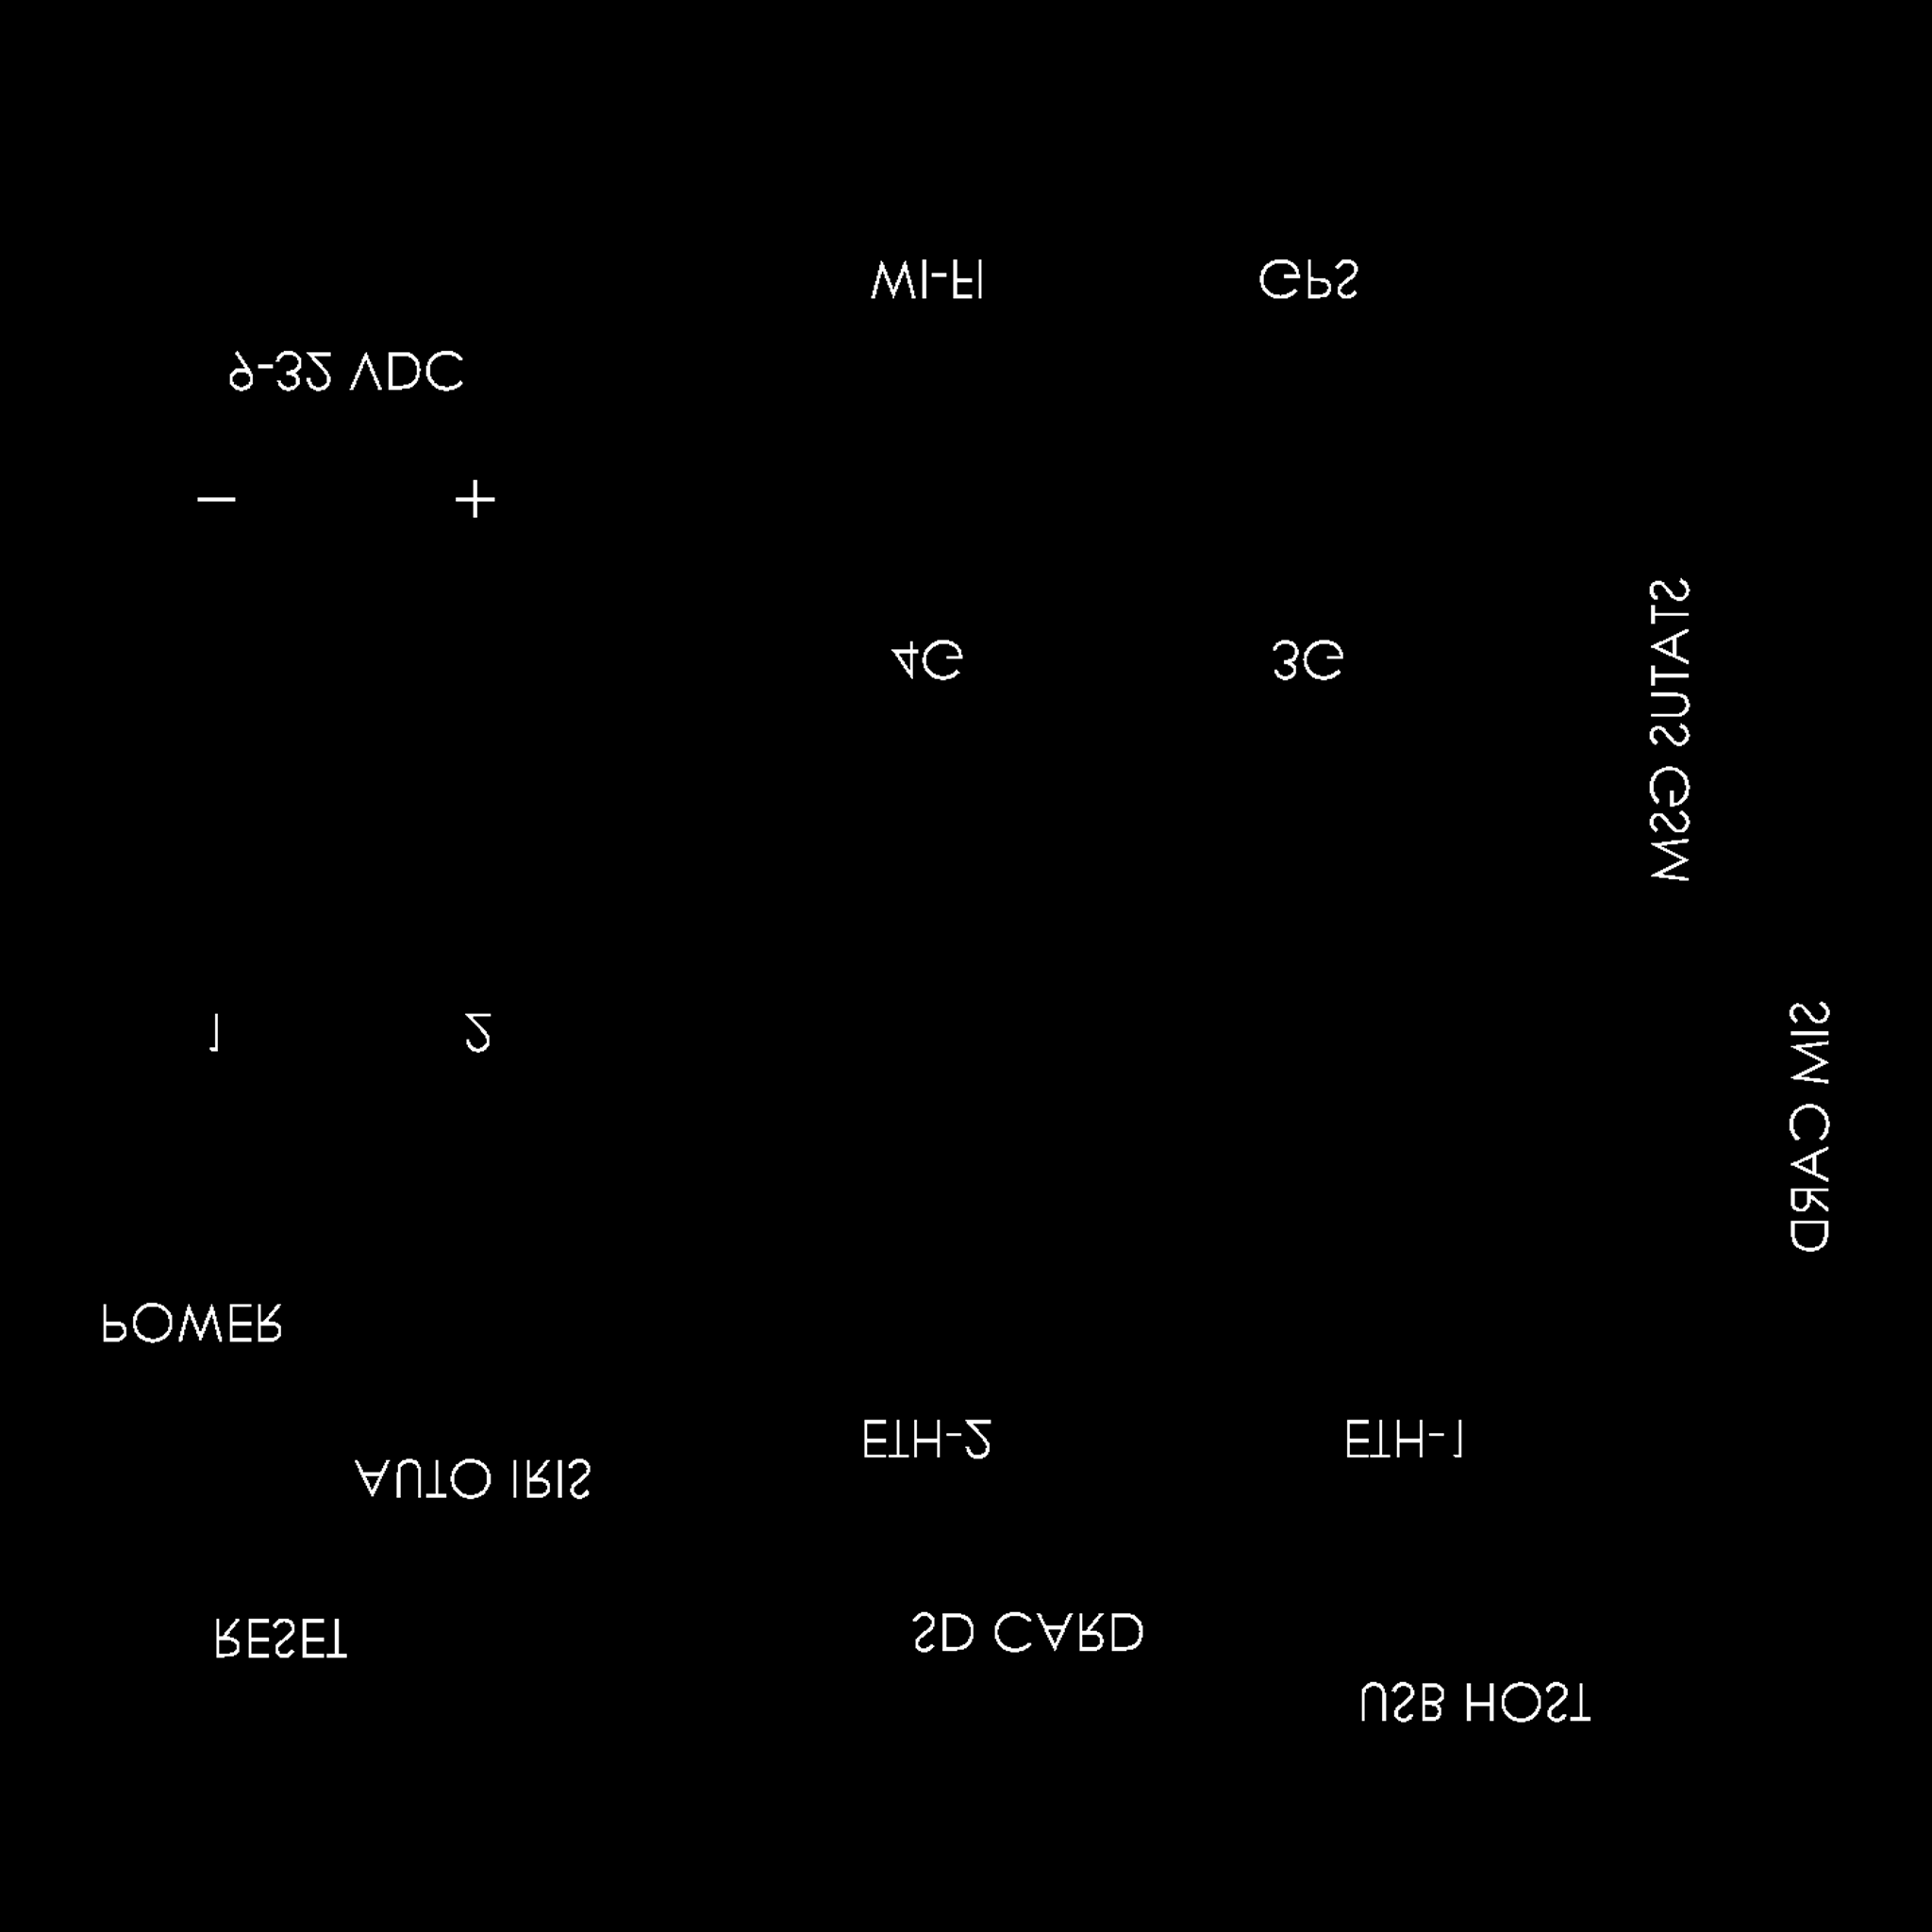 WI-FI
GPS
9-32 VDC
− +
4G
3G
STATUS GSM
1
2
SIM CARD
POWER
ETH-2
ETH-1
AUTO IRIS
RESET
SD CARD
USB HOST